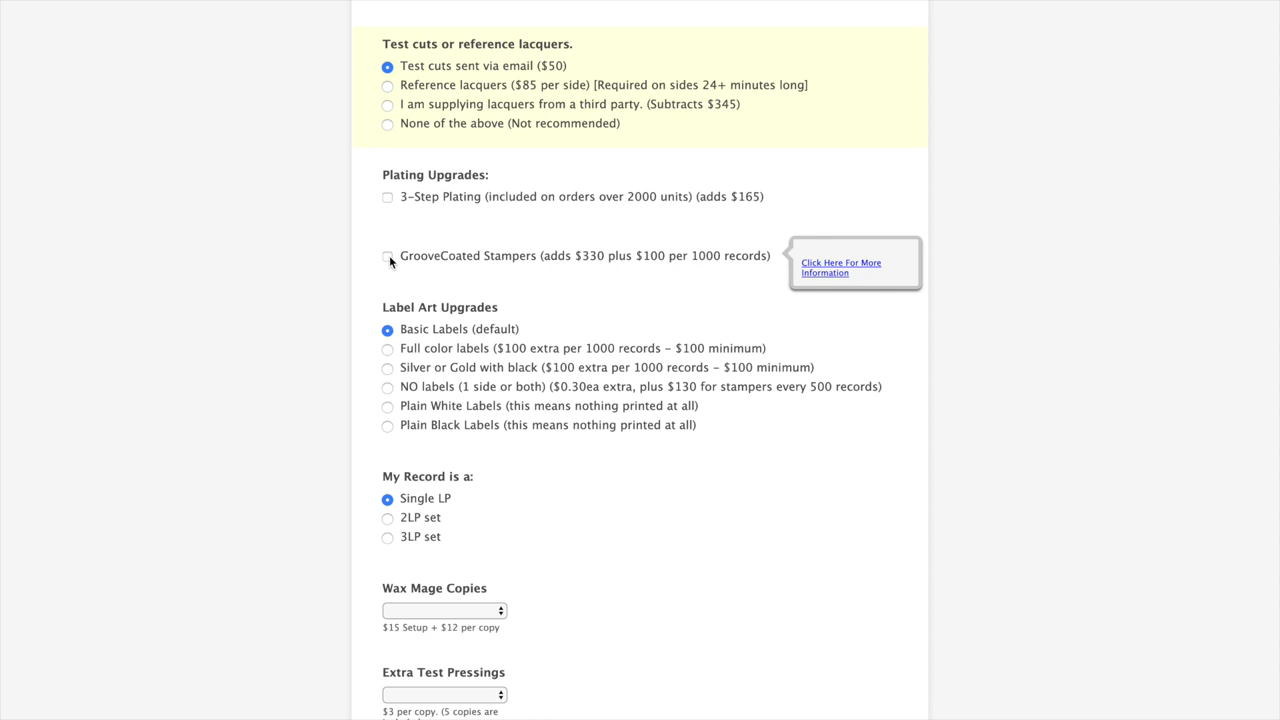 Test cuts or reference lacquers.
Test cuts sent via email ($50)
Reference lacquers ($85 per side) [Required on sides 24+ minutes long]
I am supplying lacquers from a third party. (Subtracts $345)
None of the above (Not recommended)
Plating Upgrades:
3-Step Plating (included on orders over 2000 units) (adds $165)
GrooveCoated Stampers (adds $330 plus $100 per 1000 records)
Click Here For More
Information
Label Art Upgrades
Basic Labels (default)
Full color labels ($100 extra per 1000 records - $100 minimum)
Silver or Gold with black ($100 extra per 1000 records - $100 minimum)
NO labels (1 side or both) ($0.30ea extra, plus $130 for stampers every 500 records)
Plain White Labels (this means nothing printed at all)
Plain Black Labels (this means nothing printed at all)
My Record is a:
Single LP
2LP set
3LP set
Wax Mage Copies
$15 Setup + $12 per copy
Extra Test Pressings
$3 per copy. (5 copies are